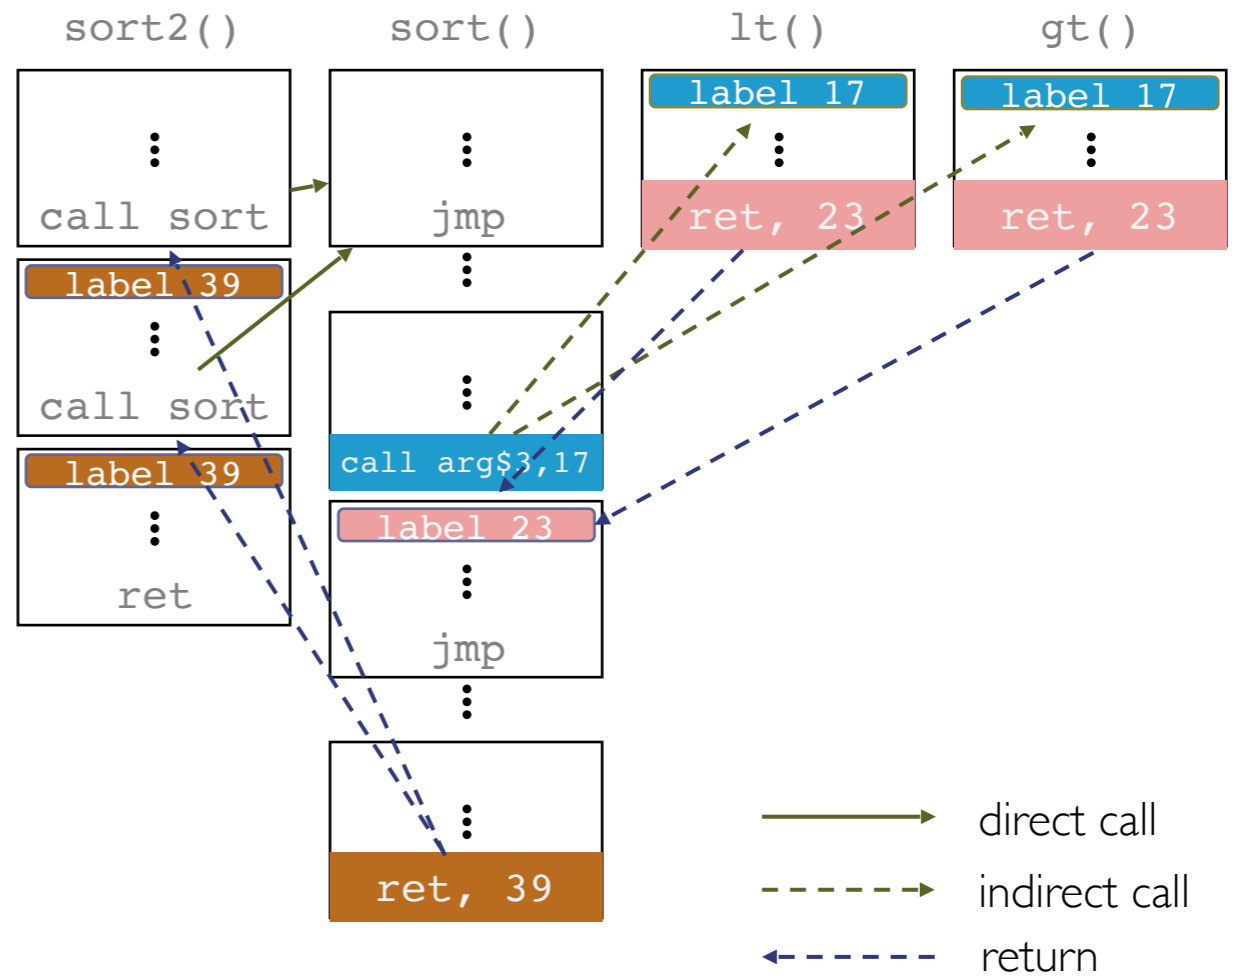 sort2()
sort()
lt()
gt()
call sort
label 39
call sort
label 39
ret
jmp
call arg$3,17
label 23
jmp
ret, 39
label 17
ret, 23
label 17
ret, 23
direct call
indirect call
return